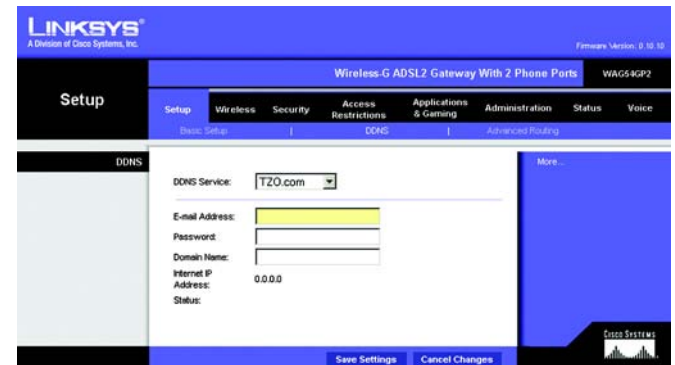 LINKSYS®
A Division of Cisco Systems, Inc.
Firmware Version: 0.10.10
Wireless-G ADSL2 Gateway With 2 Phone Ports WAG54GP2
Setup
Setup Wireless Security Access Restrictions Applications & Gaming Administration Status Voice
Basic Setup | DDNS | Advanced Routing
DDNS
More...
DDNS Service: TZO.com
E-mail Address:
Password:
Domain Name:
Internet IP Address: 0.0.0.0
Status:
CISCO SYSTEMS
Save Settings Cancel Changes